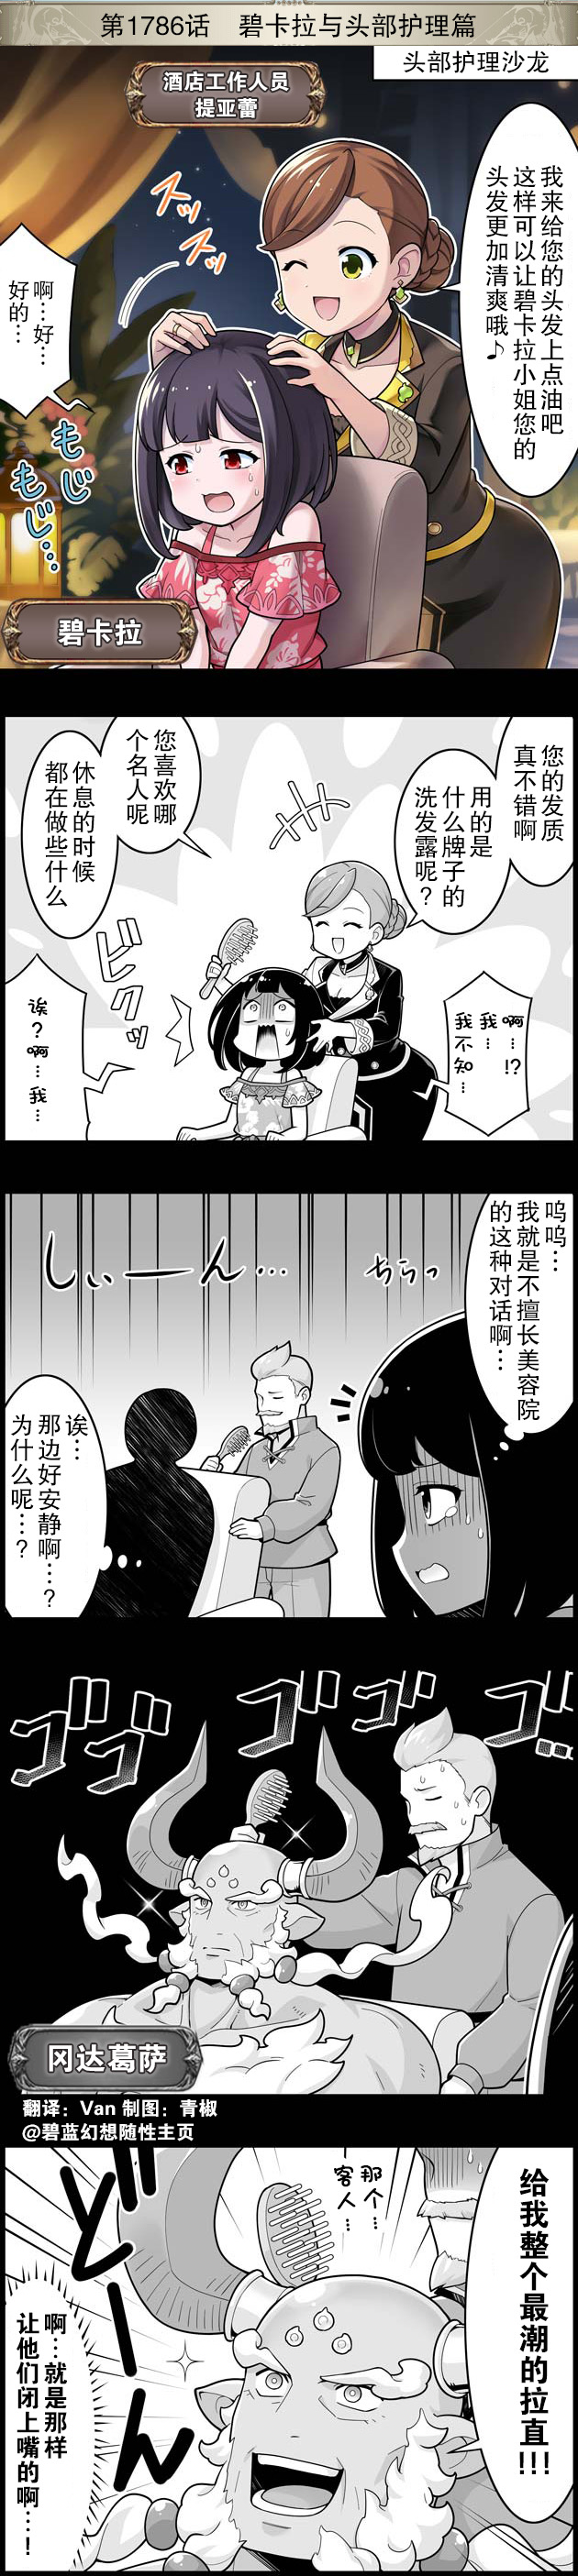 第1786话　碧卡拉与头部护理篇
头部护理沙龙
酒店工作人员
提亚蕾
我来给您的头发上点油吧
这样可以让碧卡拉小姐您的
头发更加清爽哦♪
スッ
スッ
啊…好…
好的…
もじ
もじ…
碧卡拉
您的发质
真不错啊
用的是
什么牌子的
洗发露呢？
您喜欢哪
个名人呢
休息的时候
都在做些什么
ビクッ
啊…!?
我…
我不知…
诶？啊…我…
呜呜…
我就是不擅长美容院
的这种对话啊…
ちらっ
しぃーん…
诶…
那边好安静啊…？
为什么呢…？
ゴゴ
ゴゴ
ゴ…
冈达葛萨
翻译：Van 制图：青椒
@碧蓝幻想随性主页
给我整个最潮的拉直!!!
那个…
客人…
どーん
啊…就是那样
让他们闭上嘴的啊…!